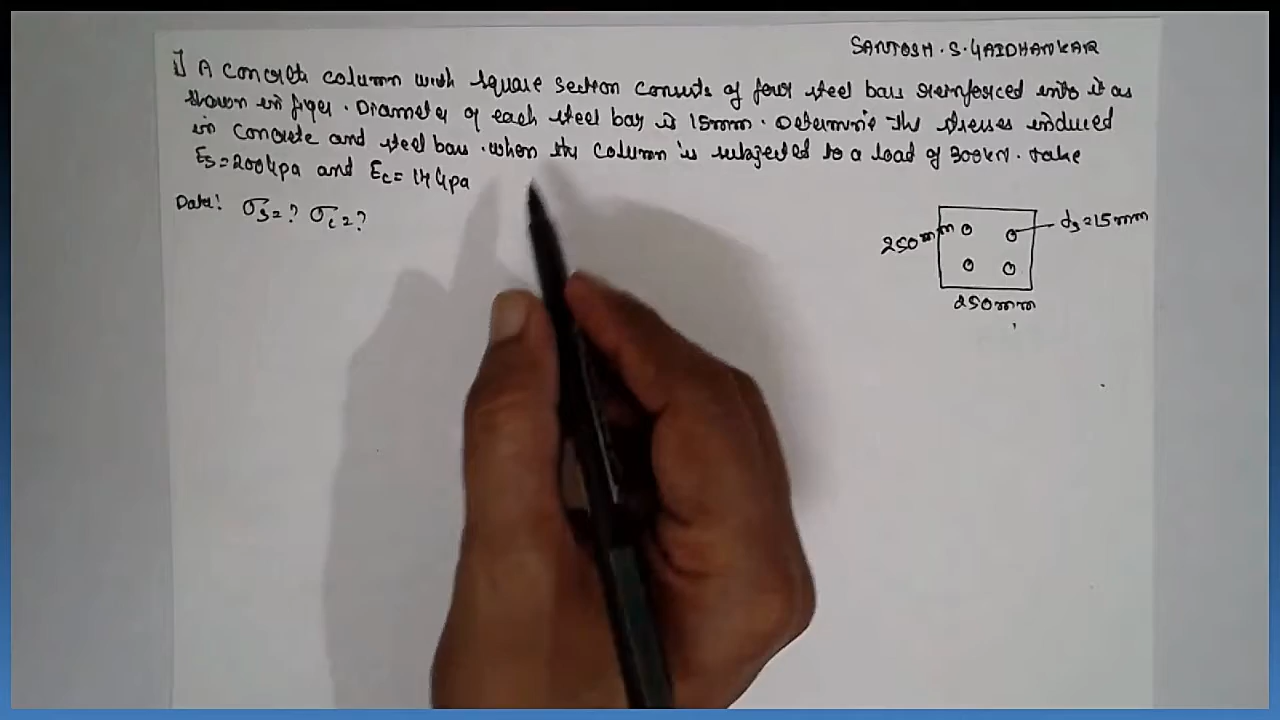 SANTOSH.S.GAIDHANKAR
1] A concrete column with square section consists of four steel bars reinforced into it as
shown in figer. Diameter of each steel bar is 15mm. Determine the stresses induced
in concrete and steel bars. when the column is subjected to a load of 300kN. take
Es=200Gpa and Ec=14Gpa
Data: σs=? σc=?
250mm
ds=15mm
250mm